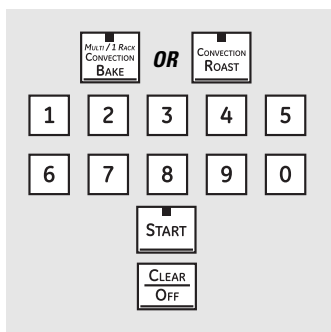 MULTI / 1 RACK
CONVECTION
BAKE
OR
CONVECTION
ROAST
1 2 3 4 5
6 7 8 9 0
START
CLEAR
OFF